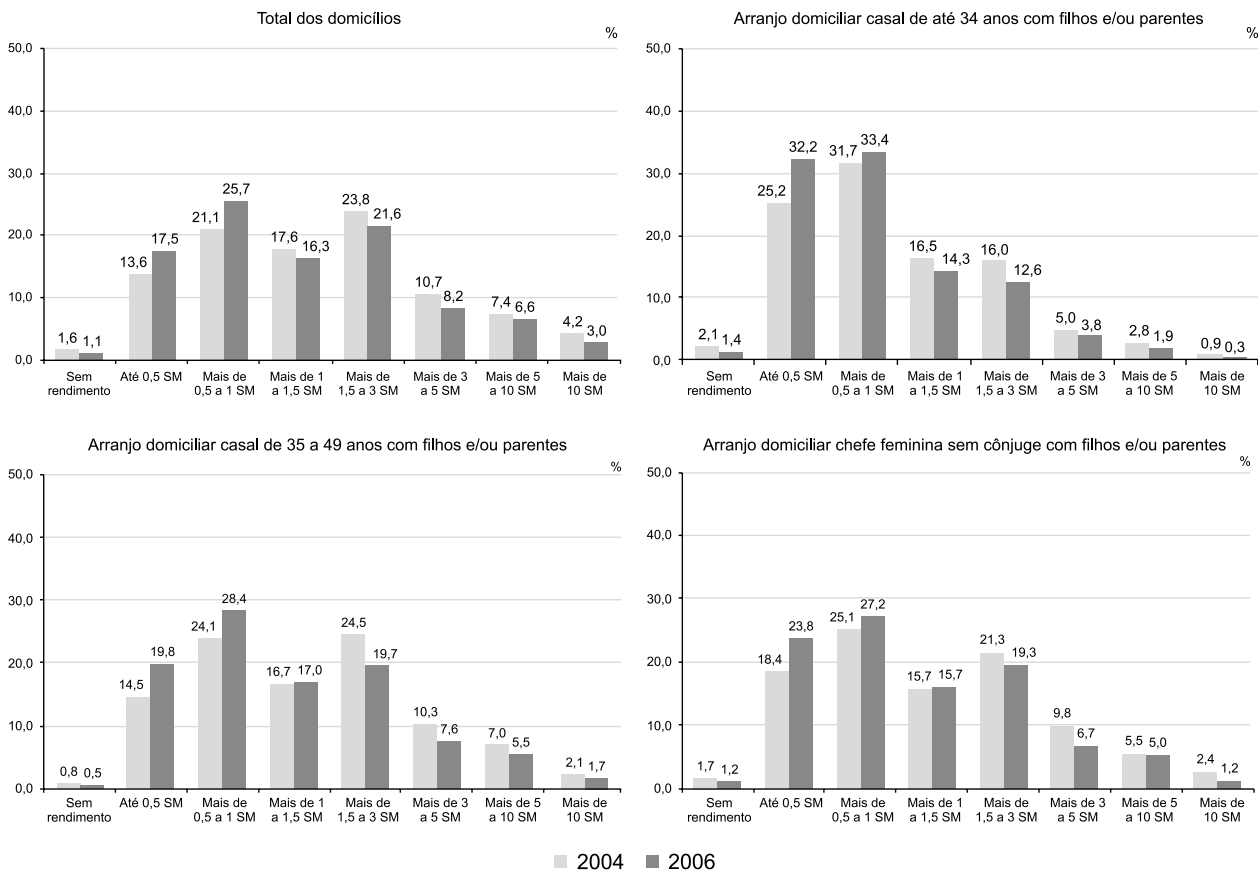 Total dos domicílios
%
50,0
40,0
30,0
20,0
10,0
0,0
1,6 1,1
13,6 17,5
21,1 25,7
17,6 16,3
23,8 21,6
10,7 8,2
7,4 6,6
4,2 3,0
Sem
rendimento
Até 0,5 SM
Mais de
0,5 a 1 SM
Mais de 1
a 1,5 SM
Mais de
1,5 a 3 SM
Mais de 3
a 5 SM
Mais de 5
a 10 SM
Mais de
10 SM
Arranjo domiciliar casal de até 34 anos com filhos e/ou parentes
%
50,0
40,0
30,0
20,0
10,0
0,0
2,1 1,4
25,2 32,2
31,7 33,4
16,5 14,3
16,0 12,6
5,0 3,8
2,8 1,9
0,9 0,3
Sem
rendimento
Até 0,5 SM
Mais de
0,5 a 1 SM
Mais de 1
a 1,5 SM
Mais de
1,5 a 3 SM
Mais de 3
a 5 SM
Mais de 5
a 10 SM
Mais de
10 SM
Arranjo domiciliar casal de 35 a 49 anos com filhos e/ou parentes
%
50,0
40,0
30,0
20,0
10,0
0,0
0,8 0,5
14,5 19,8
24,1 28,4
16,7 17,0
24,5 19,7
10,3 7,6
7,0 5,5
2,1 1,7
Sem
rendimento
Até 0,5 SM
Mais de
0,5 a 1 SM
Mais de 1
a 1,5 SM
Mais de
1,5 a 3 SM
Mais de 3
a 5 SM
Mais de 5
a 10 SM
Mais de
10 SM
Arranjo domiciliar chefe feminina sem cônjuge com filhos e/ou parentes
%
50,0
40,0
30,0
20,0
10,0
0,0
1,7 1,2
18,4 23,8
25,1 27,2
15,7 15,7
21,3 19,3
9,8 6,7
5,5 5,0
2,4 1,2
Sem
rendimento
Até 0,5 SM
Mais de
0,5 a 1 SM
Mais de 1
a 1,5 SM
Mais de
1,5 a 3 SM
Mais de 3
a 5 SM
Mais de 5
a 10 SM
Mais de
10 SM
2004 2006